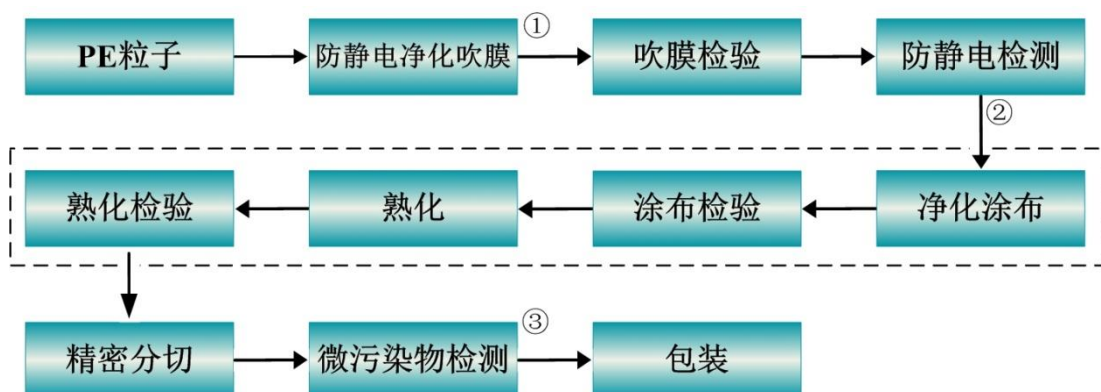 PE粒子
防静电净化吹膜
①
吹膜检验
防静电检测
②
净化涂布
涂布检验
熟化
熟化检验
精密分切
微污染物检测
③
包装